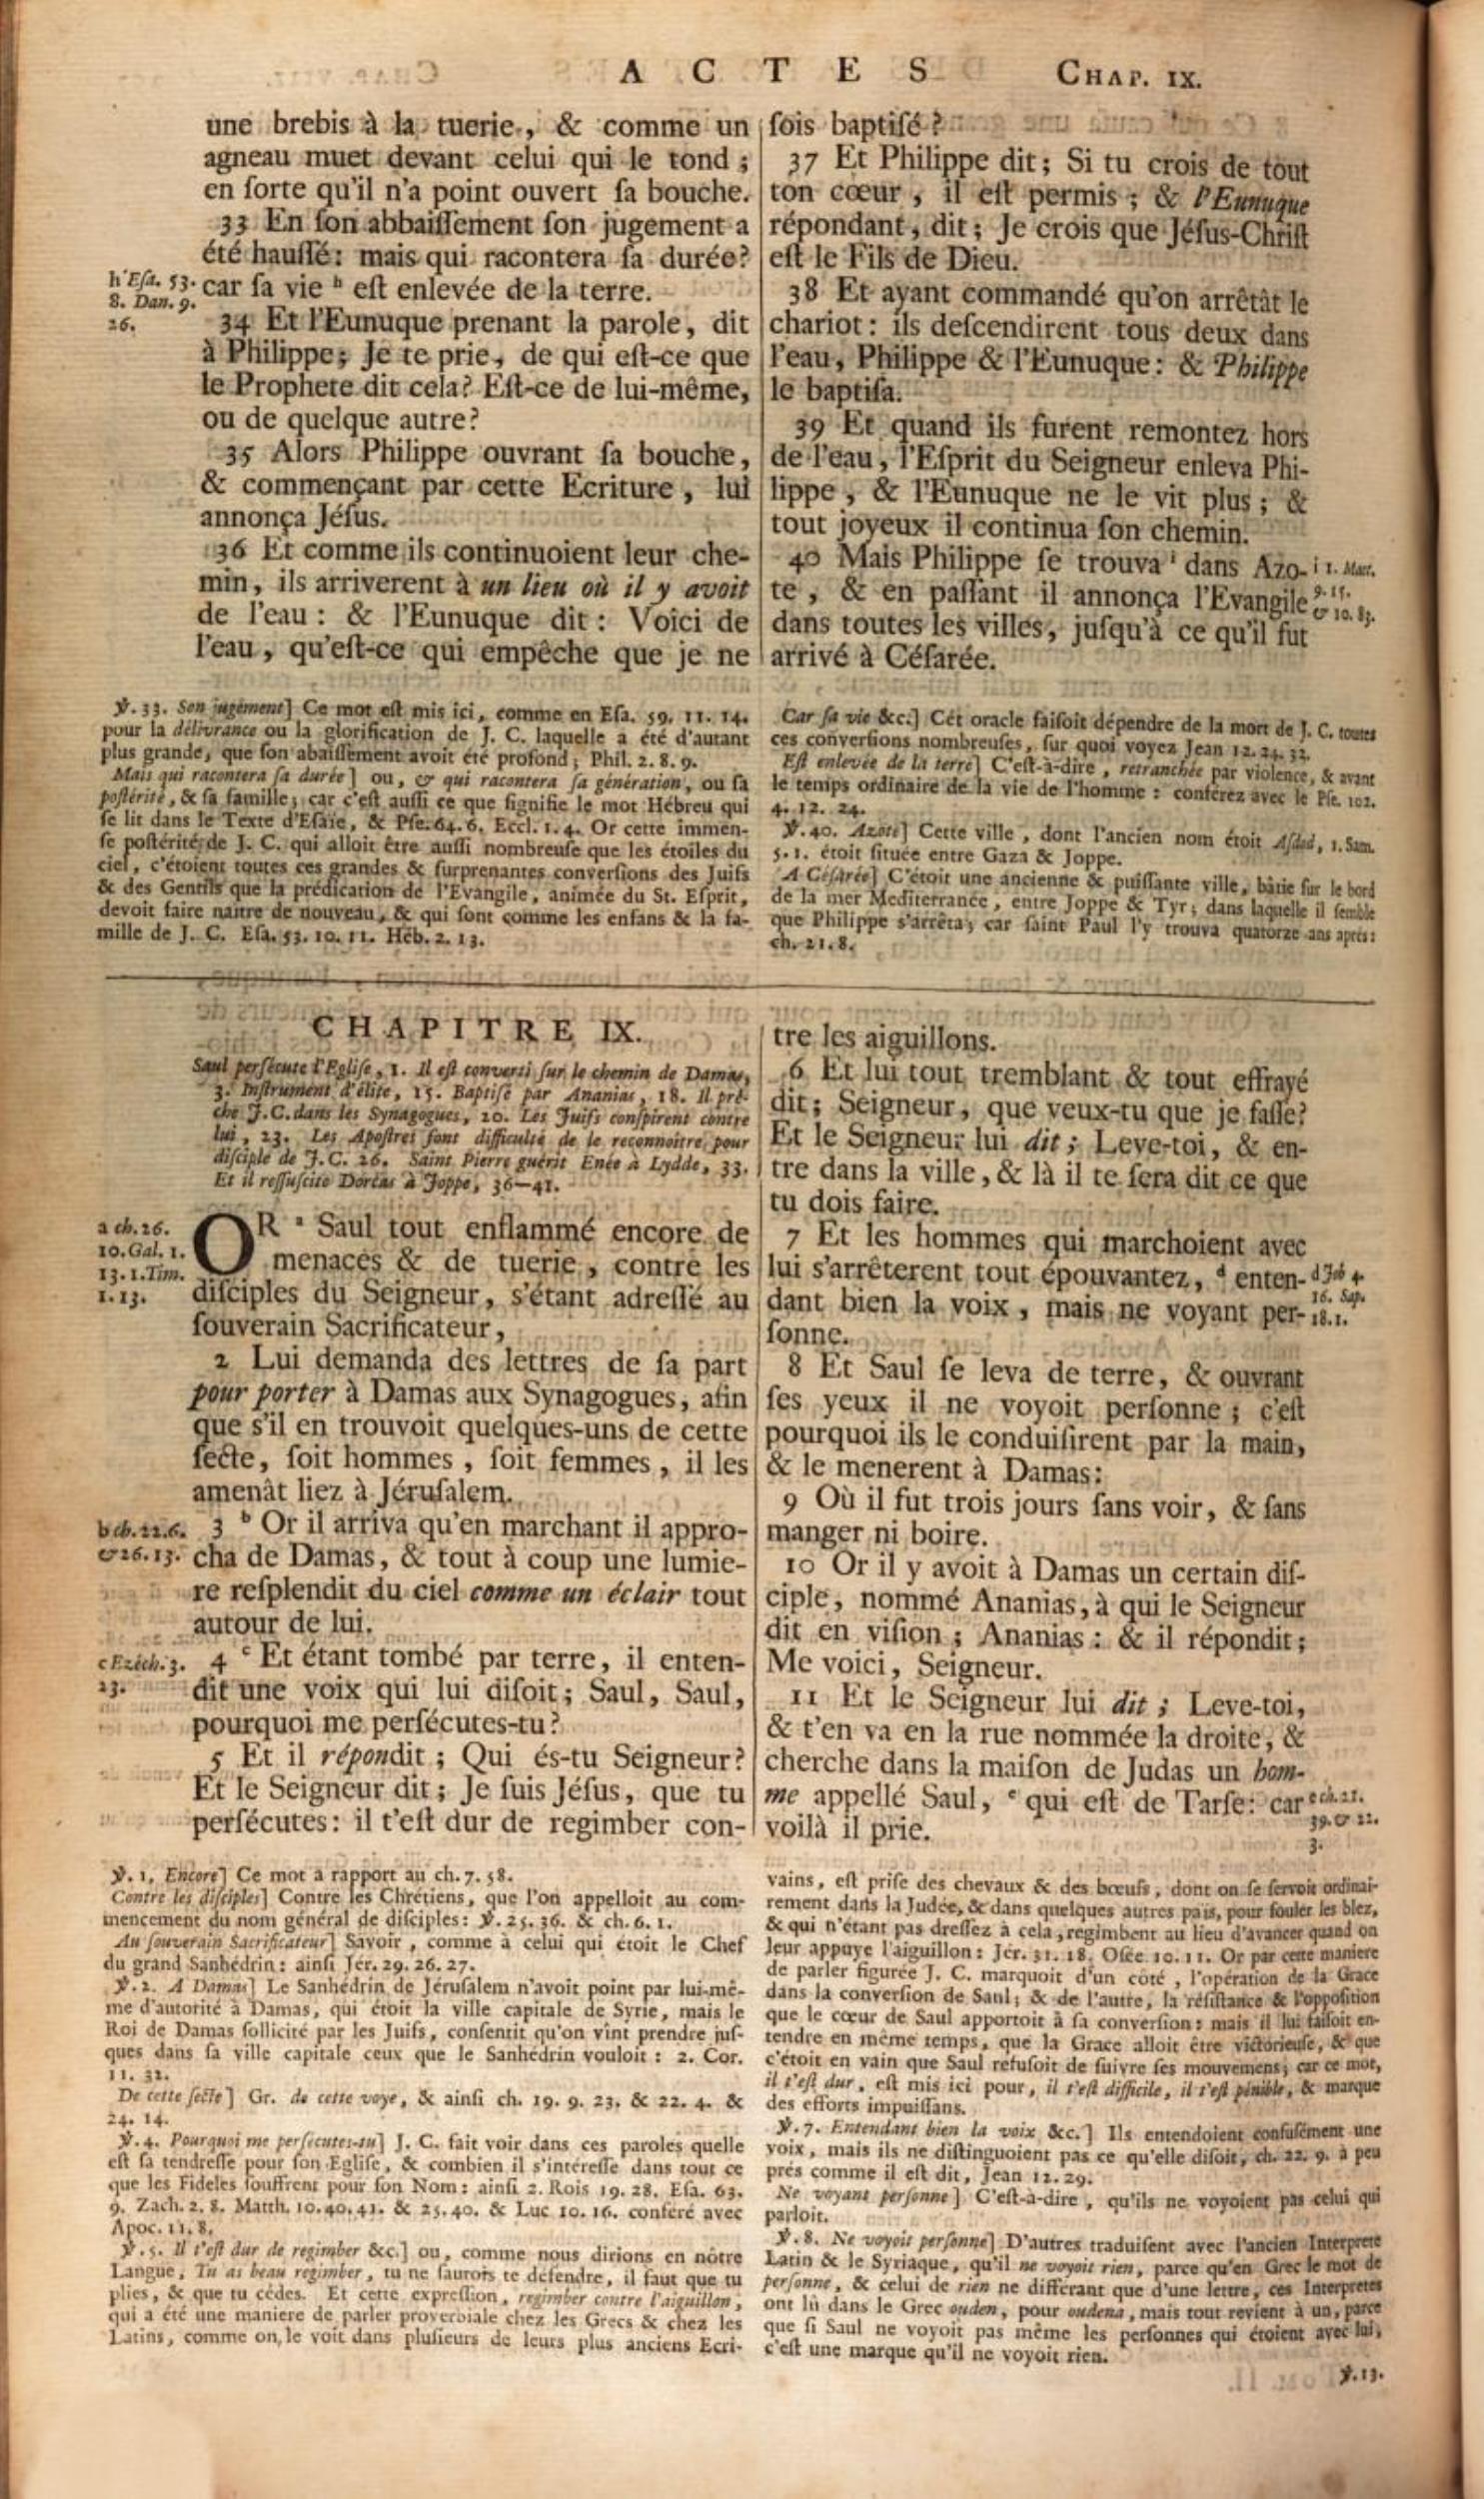 ACTES
CHAP. IX.
une brebis à la tuerie, & comme un
agneau muet devant celui qui le tond ;
en ſorte qu'il n'a point ouvert ſa bouche.
33 En ſon abbaiſſement ſon jugement a
été hauſſé: mais qui racontera ſa durée?
car ſa vie ʰ eſt enlevée de la terre.
h Eſa. 53.
8. Dan. 9.
26.
34 Et l'Eunuque prenant la parole, dit
à Philippe; Je te prie, de qui eſt-ce que
le Prophete dit cela? Eſt-ce de lui-même,
ou de quelque autre?
35 Alors Philippe ouvrant ſa bouche,
& commençant par cette Ecriture, lui
annonça Jéſus.
36 Et comme ils continuoient leur che-
min, ils arriverent à un lieu où il y avoit
de l'eau : & l'Eunuque dit : Voici de
l'eau, qu'eſt-ce qui empêche que je ne
ſois baptiſé ?
37 Et Philippe dit; Si tu crois de tout
ton cœur, il eſt permis ; & l'Eunuque
répondant, dit; Je crois que Jéſus-Chriſt
eſt le Fils de Dieu.
38 Et ayant commandé qu'on arrêtât le
chariot : ils deſcendirent tous deux dans
l'eau, Philippe & l'Eunuque: & Philippe
le baptiſa.
39 Et quand ils furent remontez hors
de l'eau, l'Eſprit du Seigneur enleva Phi-
lippe, & l'Eunuque ne le vit plus ; &
tout joyeux il continua ſon chemin.
40 Mais Philippe ſe trouva ⁱ dans Azo-
te, & en paſſant il annonça l'Evangile
dans toutes les villes, juſqu'à ce qu'il fut
arrivé à Céſarée.
i 1. Macc.
9. 15.
& 10. 83.
℣. 33. Son jugement] Ce mot eſt mis ici, comme en Eſa. 59. 11. 14.
pour la délivrance ou la glorification de J. C. laquelle a été d'autant
plus grande, que ſon abaiſſement avoit été profond; Phil. 2. 8. 9.
Mais qui racontera ſa durée] ou, & qui racontera ſa génération, ou ſa
poſtérité, & ſa famille; car c'eſt auſſi ce que ſignifie le mot Hébreu qui
ſe lit dans le Texte d'Eſaïe, & Pſe. 64. 6. Eccl. 1. 4. Or cette immen-
ſe poſtérité de J. C. qui alloit être auſſi nombreuſe que les étoiles du
ciel, c'étoient toutes ces grandes & ſurprenantes converſions des Juifs
& des Gentils que la prédication de l'Evangile, animée du St. Eſprit,
devoit faire naitre de nouveau, & qui ſont comme les enfans & la fa-
mille de J. C. Eſa. 53. 10. 11. Héb. 2. 13.
Car ſa vie &c.] Cét oracle faiſoit dépendre de la mort de J. C. toutes
ces converſions nombreuſes, ſur quoi voyez Jean 12. 24. 32.
Eſt enlevée de la terre] C'eſt-à-dire, retranchée par violence, & avant
le temps ordinaire de la vie de l'homme : conférez avec le Pſe. 102.
4. 12. 24.
℣. 40. Azote] Cette ville, dont l'ancien nom étoit Aſdod, 1. Sam.
5. 1. étoit ſituée entre Gaza & Joppe.
A Céſarée] C'étoit une ancienne & puiſſante ville, bâtie ſur le bord
de la mer Mediterranée, entre Joppe & Tyr; dans laquelle il ſemble
que Philippe s'arrêta; car ſaint Paul l'y trouva quatorze ans après:
ch. 21. 8.
CHAPITRE IX.
Saul perſécute l'Egliſe, 1. Il eſt converti ſur le chemin de Damas,
3. Inſtrument d'élite, 15. Baptiſé par Ananias, 18. Il prê-
che J. C. dans les Synagogues, 20. Les Juifs conſpirent contre
lui, 23. Les Apoſtres font difficulté de le reconnoitre pour
diſciple de J. C. 26. Saint Pierre guérit Enée à Lydde, 33.
Et il reſſuſcite Dorcas à Joppe, 36—41.
OR ᵃ Saul tout enflammé encore de
menaces & de tuerie, contre les
diſciples du Seigneur, s'étant adreſſé au
ſouverain Sacrificateur,
a ch. 26.
10. Gal. 1.
13. 1. Tim.
1. 13.
2 Lui demanda des lettres de ſa part
pour porter à Damas aux Synagogues, afin
que s'il en trouvoit quelques-uns de cette
ſecte, ſoit hommes, ſoit femmes, il les
amenât liez à Jéruſalem.
3 ᵇ Or il arriva qu'en marchant il appro-
cha de Damas, & tout à coup une lumie-
re reſplendit du ciel comme un éclair tout
autour de lui.
b ch. 22. 6.
& 26. 13.
4 ᶜ Et étant tombé par terre, il enten-
dit une voix qui lui diſoit; Saul, Saul,
pourquoi me perſécutes-tu?
c Ezéch. 3.
23.
5 Et il répondit ; Qui és-tu Seigneur?
Et le Seigneur dit; Je ſuis Jéſus, que tu
perſécutes: il t'eſt dur de regimber con-
tre les aiguillons.
6 Et lui tout tremblant & tout effrayé
dit; Seigneur, que veux-tu que je faſſe?
Et le Seigneur lui dit ; Leve-toi, & en-
tre dans la ville, & là il te ſera dit ce que
tu dois faire.
7 Et les hommes qui marchoient avec
lui s'arrêterent tout épouvantez, ᵈ enten-
dant bien la voix, mais ne voyant per-
ſonne.
d Job 4.
16. Sap.
18. 1.
8 Et Saul ſe leva de terre, & ouvrant
ſes yeux il ne voyoit perſonne ; c'eſt
pourquoi ils le conduiſirent par la main,
& le menerent à Damas:
9 Où il fut trois jours ſans voir, & ſans
manger ni boire.
10 Or il y avoit à Damas un certain diſ-
ciple, nommé Ananias, à qui le Seigneur
dit en viſion ; Ananias : & il répondit;
Me voici, Seigneur.
11 Et le Seigneur lui dit ; Leve-toi,
& t'en va en la rue nommée la droite, &
cherche dans la maiſon de Judas un hom-
me appellé Saul, ᵉ qui eſt de Tarſe: car
voilà il prie.
e ch. 21.
39. & 22.
3.
℣. 1. Encore] Ce mot a rapport au ch. 7. 58.
Contre les diſciples] Contre les Chrétiens, que l'on appelloit au com-
mencement du nom général de diſciples: ℣. 25. 36. & ch. 6. 1.
Au ſouverain Sacrificateur] Savoir, comme à celui qui étoit le Chef
du grand Sanhédrin: ainſi Jér. 29. 26. 27.
℣. 2. A Damas] Le Sanhédrin de Jéruſalem n'avoit point par lui-mê-
me d'autorité à Damas, qui étoit la ville capitale de Syrie, mais le
Roi de Damas ſollicité par les Juifs, conſentit qu'on vint prendre juſ-
ques dans ſa ville capitale ceux que le Sanhédrin vouloit : 2. Cor.
11. 32.
De cette ſecte] Gr. de cette voye, & ainſi ch. 19. 9. 23. & 22. 4. &
24. 14.
℣. 4. Pourquoi me perſécutes-tu] J. C. fait voir dans ces paroles quelle
eſt ſa tendreſſe pour ſon Egliſe, & combien il s'intéreſſe dans tout ce
que les Fideles ſouffrent pour ſon Nom: ainſi 2. Rois 19. 28. Eſa. 63.
9. Zach. 2. 8. Matth. 10. 40. 41. & 25. 40. & Luc 10. 16. conféré avec
Apoc. 11. 8.
℣. 5. Il t'eſt dur de regimber &c.] ou, comme nous dirions en nôtre
Langue, Tu as beau regimber, tu ne ſaurois te défendre, il faut que tu
plies, & que tu cédes. Et cette expreſſion, regimber contre l'aiguillon,
qui a été une maniere de parler proverbiale chez les Grecs & chez les
Latins, comme on le voit dans pluſieurs de leurs plus anciens Ecri-
vains, eſt priſe des chevaux & des bœufs, dont on ſe ſervoit ordinai-
rement dans la Judée, & dans quelques autres païs, pour fouler les blez,
& qui n'étant pas dreſſez à cela, regimbent au lieu d'avancer quand on
leur appuye l'aiguillon: Jér. 31. 18. Oſée 10. 11. Or par cette maniere
de parler figurée J. C. marquoit d'un côté, l'opération de la Grace
dans la converſion de Saul; & de l'autre, la réſiſtance & l'oppoſition
que le cœur de Saul apportoit à ſa converſion: mais il lui faiſoit en-
tendre en même temps, que la Grace alloit être victorieuſe, & que
c'étoit en vain que Saul refuſoit de ſuivre ſes mouvemens; car ce mot,
il t'eſt dur, eſt mis ici pour, il t'eſt difficile, il t'eſt pénible, & marque
des efforts impuiſſans.
℣. 7. Entendant bien la voix &c.] Ils entendoient confuſément une
voix, mais ils ne diſtinguoient pas ce qu'elle diſoit, ch. 22. 9. à peu
près comme il eſt dit, Jean 12. 29.
Ne voyant perſonne] C'eſt-à-dire, qu'ils ne voyoient pas celui qui
parloit.
℣. 8. Ne voyoit perſonne] D'autres traduiſent avec l'ancien Interprete
Latin & le Syriaque, qu'il ne voyoit rien, parce qu'en Grec le mot de
perſonne, & celui de rien ne différant que d'une lettre, ces Interpretes
ont lû dans le Grec ouden, pour oudena, mais tout revient à un, parce
que ſi Saul ne voyoit pas même les perſonnes qui étoient avec lui,
c'eſt une marque qu'il ne voyoit rien.
℣. 13.